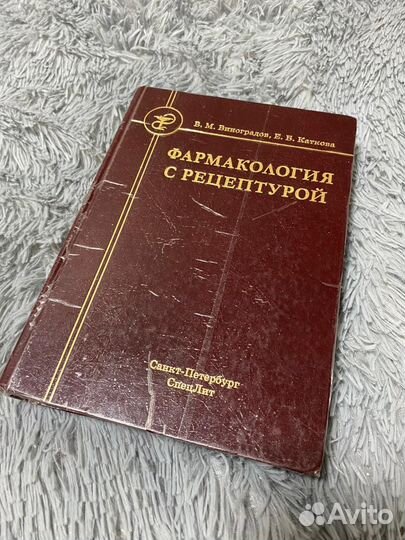 В. М. Виноградов, Е. Б. Каткова
ФАРМАКОЛОГИЯ
С РЕЦЕПТУРОЙ
Санкт-Петербург
СпецЛит
Avito